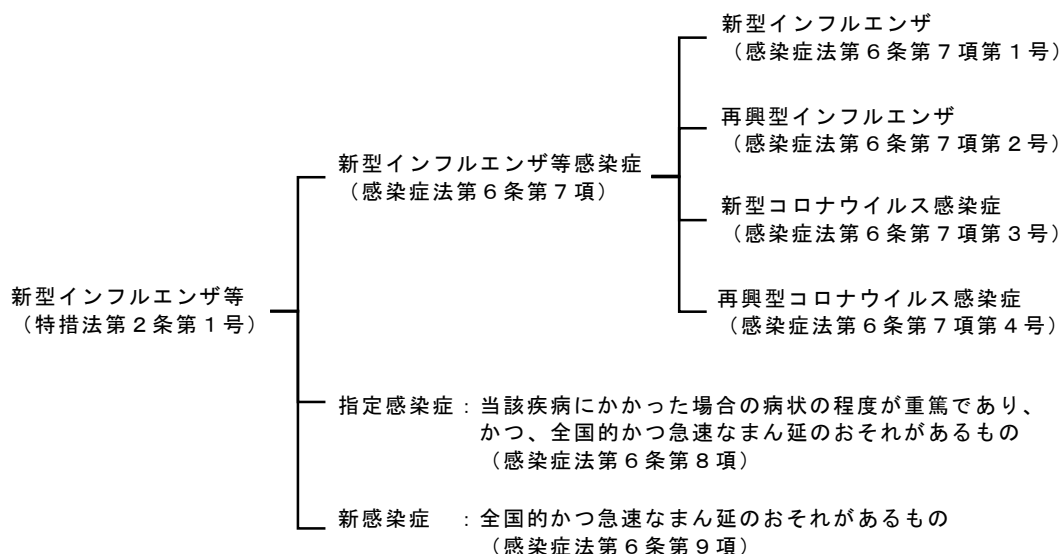 新型インフルエンザ
（感染症法第６条第７項第１号）
再興型インフルエンザ
（感染症法第６条第７項第２号）
新型インフルエンザ等感染症
（感染症法第６条第７項）
新型コロナウイルス感染症
（感染症法第６条第７項第３号）
再興型コロナウイルス感染症
（感染症法第６条第７項第４号）
新型インフルエンザ等
（特措法第２条第１号）
指定感染症：当該疾病にかかった場合の病状の程度が重篤であり、
かつ、全国的かつ急速なまん延のおそれがあるもの
（感染症法第６条第８項）
新感染症　：全国的かつ急速なまん延のおそれがあるもの
（感染症法第６条第９項）